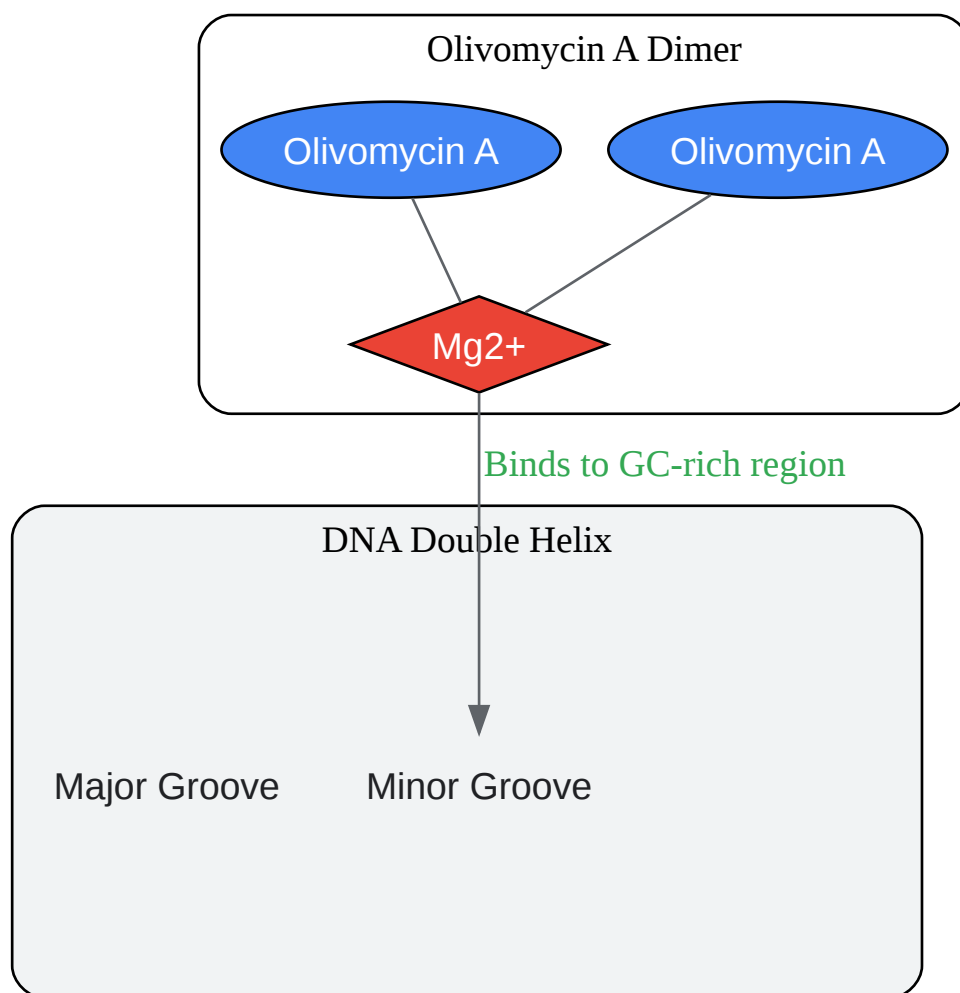 Olivomycin A Dimer
Olivomycin A
Olivomycin A
Mg2+
Binds to GC-rich region
DNA Double Helix
Major Groove
Minor Groove